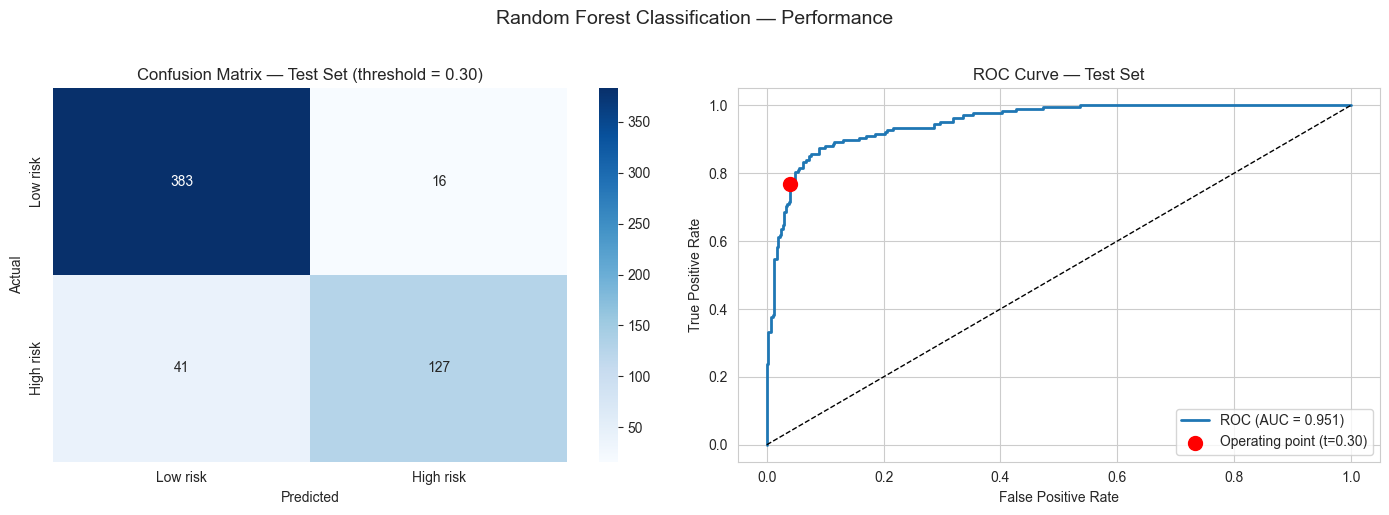 Random Forest Classification — Performance
Confusion Matrix — Test Set (threshold = 0.30)
Low risk
High risk
Actual
383
16
41
127
Low risk
High risk
Predicted
350
300
250
200
150
100
50
ROC Curve — Test Set
True Positive Rate
1.0
0.8
0.6
0.4
0.2
0.0
ROC (AUC = 0.951)
Operating point (t=0.30)
0.0
0.2
0.4
0.6
0.8
1.0
False Positive Rate